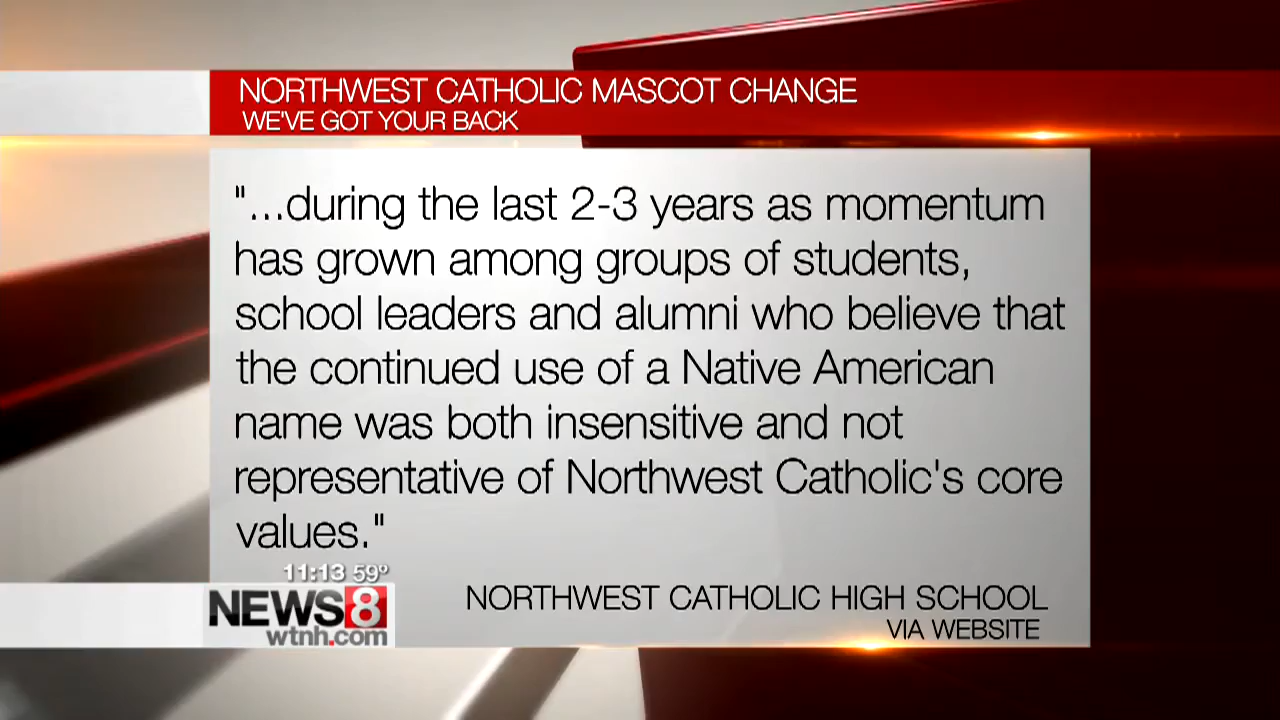 NORTHWEST CATHOLIC MASCOT CHANGE
WE'VE GOT YOUR BACK
"...during the last 2-3 years as momentum
has grown among groups of students,
school leaders and alumni who believe that
the continued use of a Native American
name was both insensitive and not
representative of Northwest Catholic's core
values."
11:13 59°
NEWS8
wtnh.com
NORTHWEST CATHOLIC HIGH SCHOOL
VIA WEBSITE